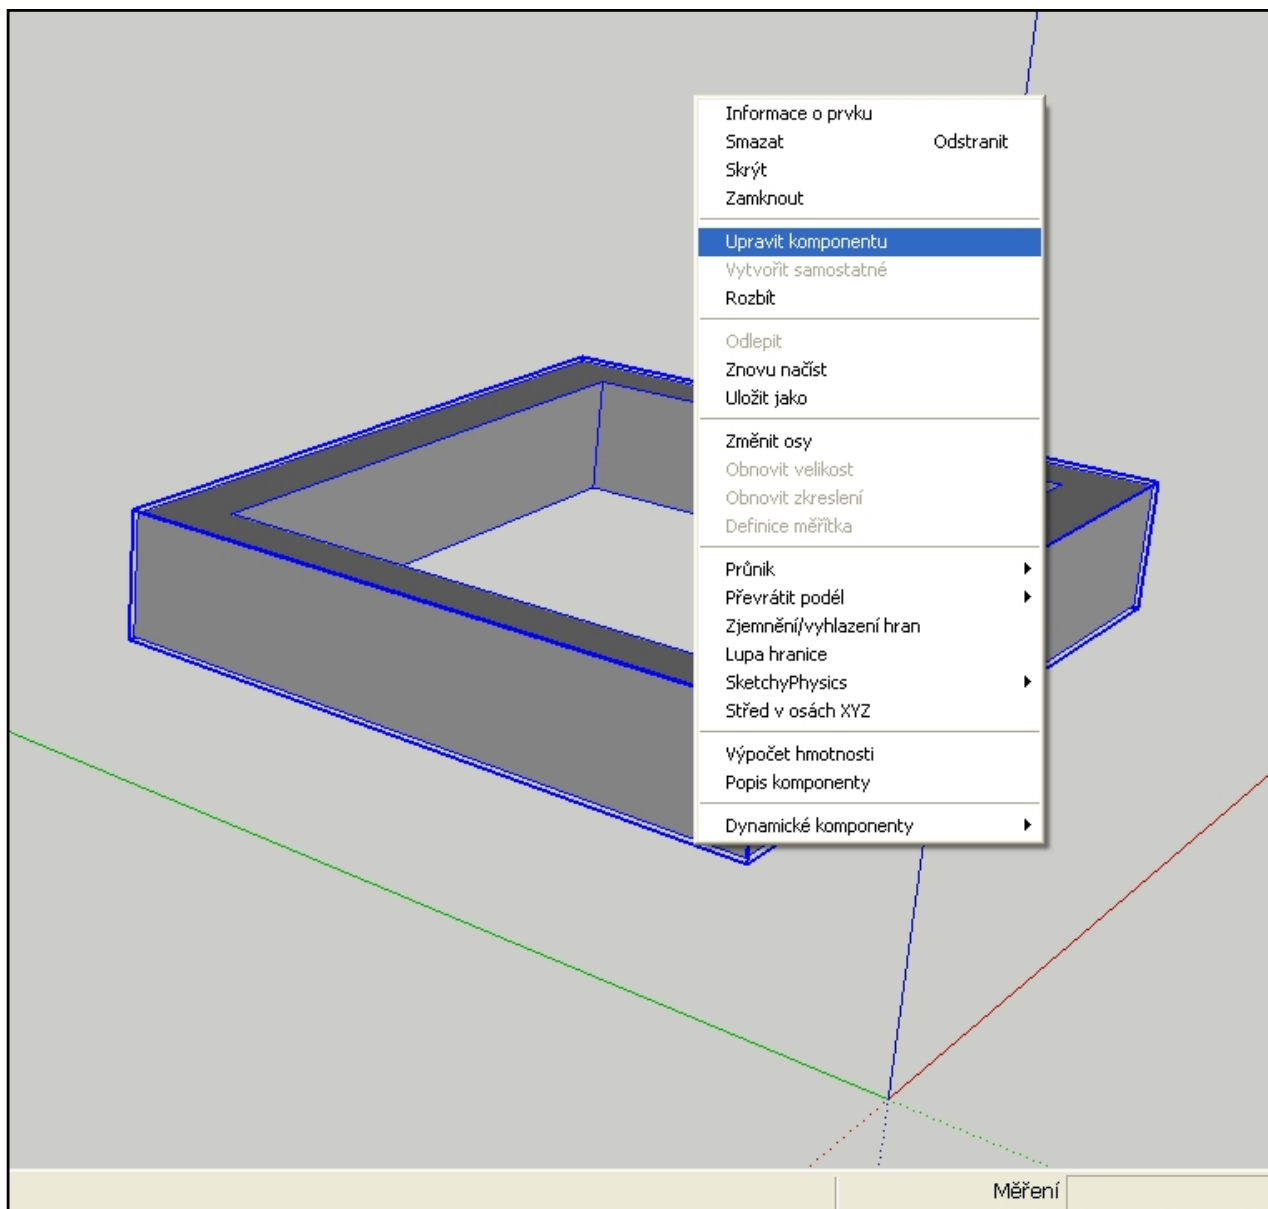 Informace o prvku
Smazat Odstranit
Skrýt
Zamknout
Upravit komponentu
Vytvořit samostatné
Rozbít
Odlepit
Znovu načíst
Uložit jako
Změnit osy
Obnovit velikost
Obnovit zkreslení
Definice měřítka
Průnik
Převrátit podél
Zjemnění/vyhlazení hran
Lupa hranice
SketchyPhysics
Střed v osách XYZ
Výpočet hmotnosti
Popis komponenty
Dynamické komponenty
Měření